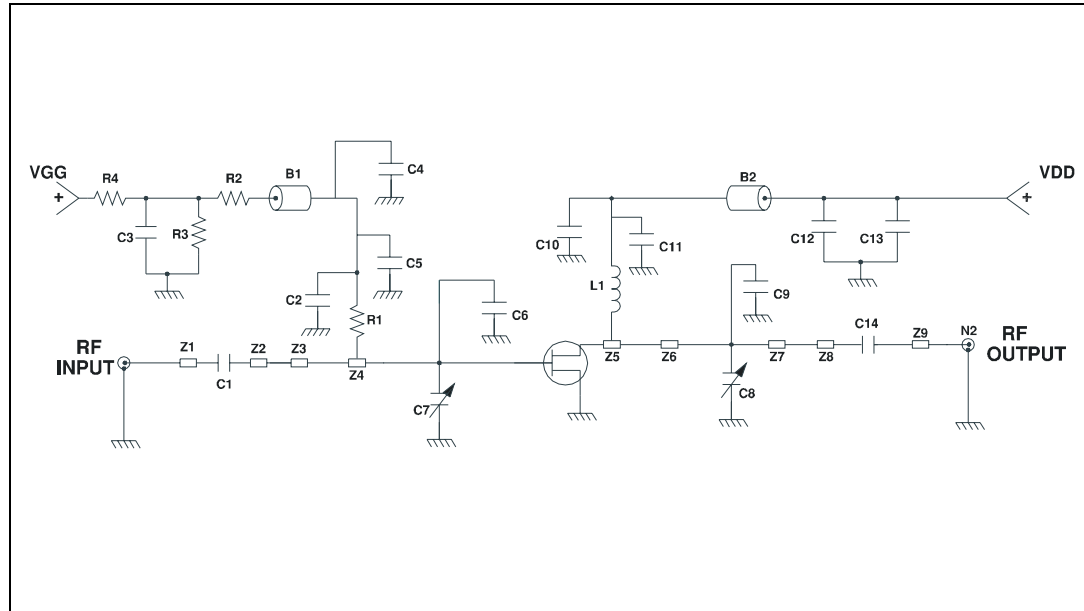 VGG
+
R4
R2
B1
C4
B2
VDD
+
C3
R3
C5
C10
C11
C12
C13
C2
R1
L1
C9
C6
RF
INPUT
Z1
C1
Z2
Z3
Z4
C7
Z5
Z6
C8
Z7
Z8
C14
Z9
N2
RF
OUTPUT